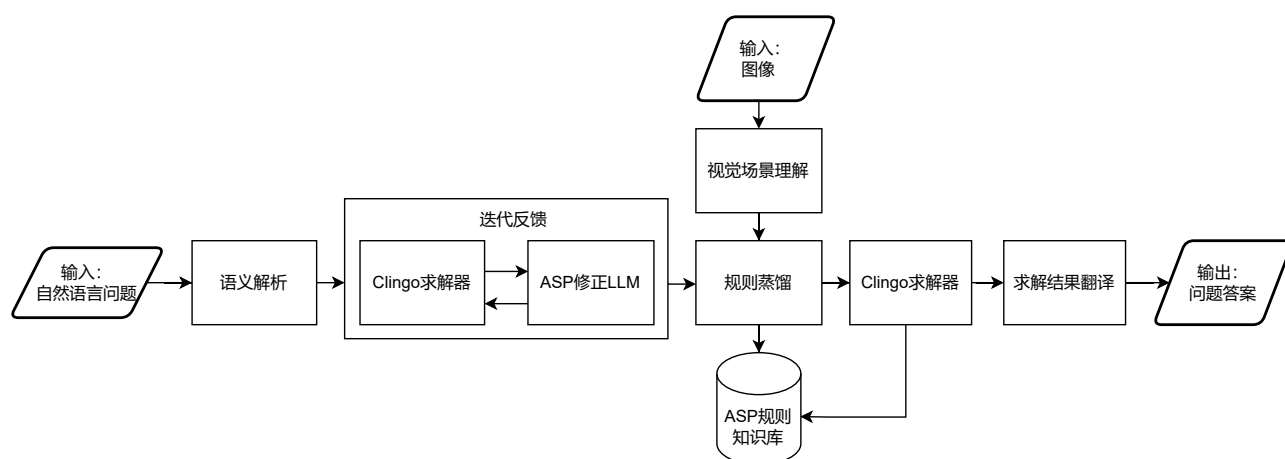 输入：
图像
视觉场景理解
迭代反馈
输入：
自然语言问题
语义解析
Clingo求解器
ASP修正LLM
规则蒸馏
Clingo求解器
求解结果翻译
输出：
问题答案
ASP规则
知识库